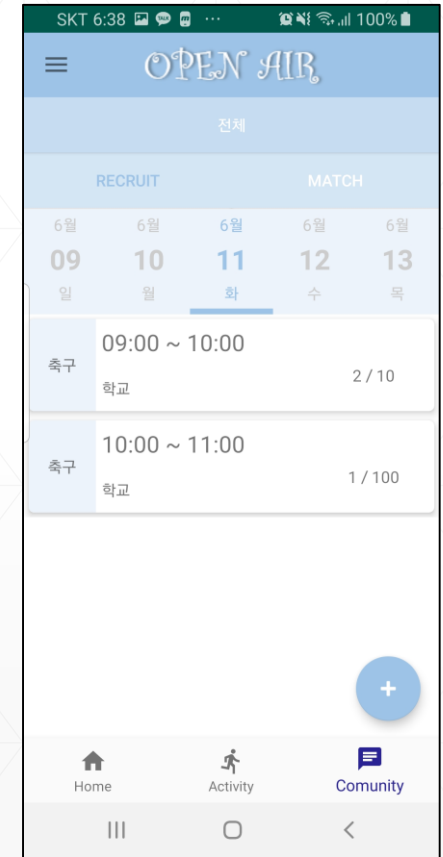 SKT 6:38 ... 100%
OPEN AIR
전체
RECRUIT MATCH
6월 6월 6월 6월 6월
09 10 11 12 13
일 월 화 수 목
09:00 ~ 10:00
축구 2 / 10
학교
10:00 ~ 11:00
축구 1 / 100
학교
+
Home Activity Comunity